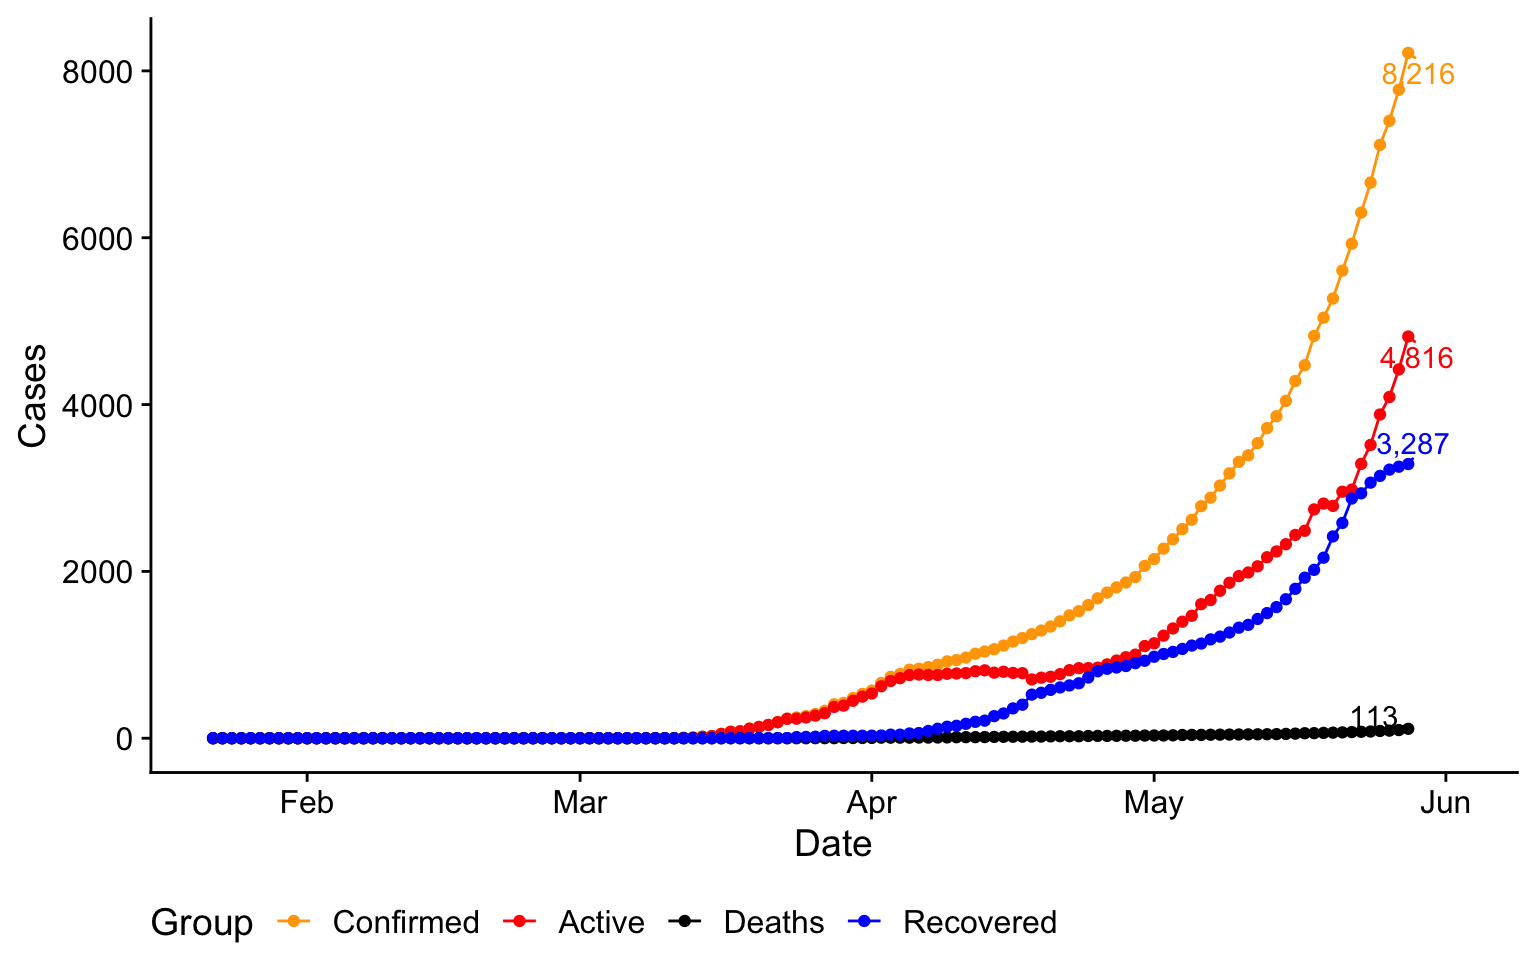 8000
6000
4000
2000
0
Cases
8,216
4,816
3,287
113
Feb Mar Apr May Jun
Date
Group Confirmed Active Deaths Recovered